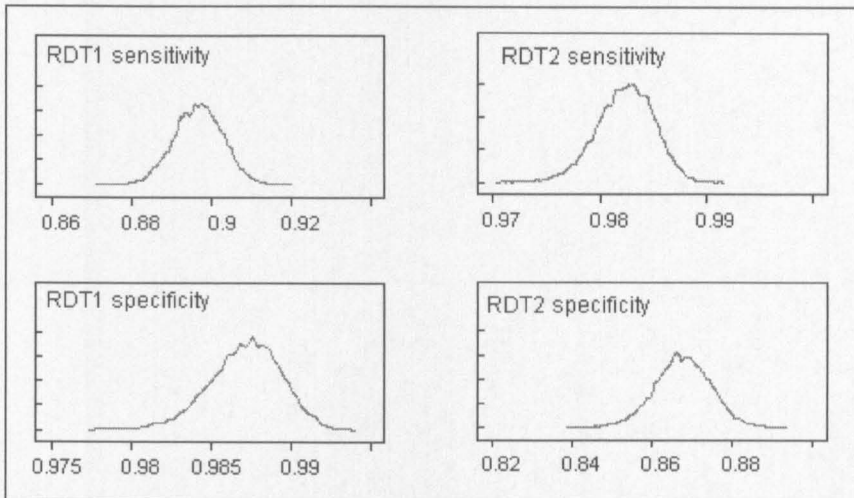 RDT1 sensitivity
0.86 0.88 0.9 0.92
RDT2 sensitivity
0.97 0.98 0.99
RDT1 specificity
0.975 0.98 0.985 0.99
RDT2 specificity
0.82 0.84 0.86 0.88